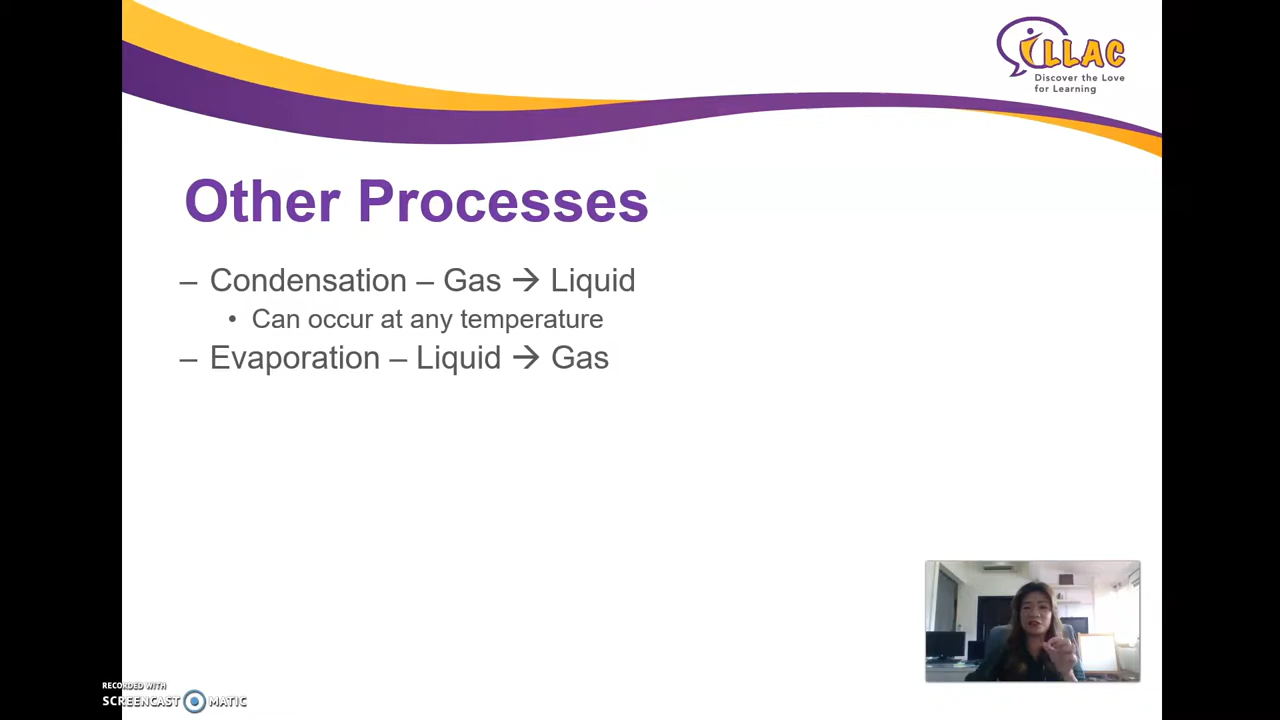 iLLAC
Discover the Love
for Learning
Other Processes
– Condensation – Gas → Liquid
• Can occur at any temperature
– Evaporation – Liquid → Gas
RECORDED WITH
SCREENCAST MATIC